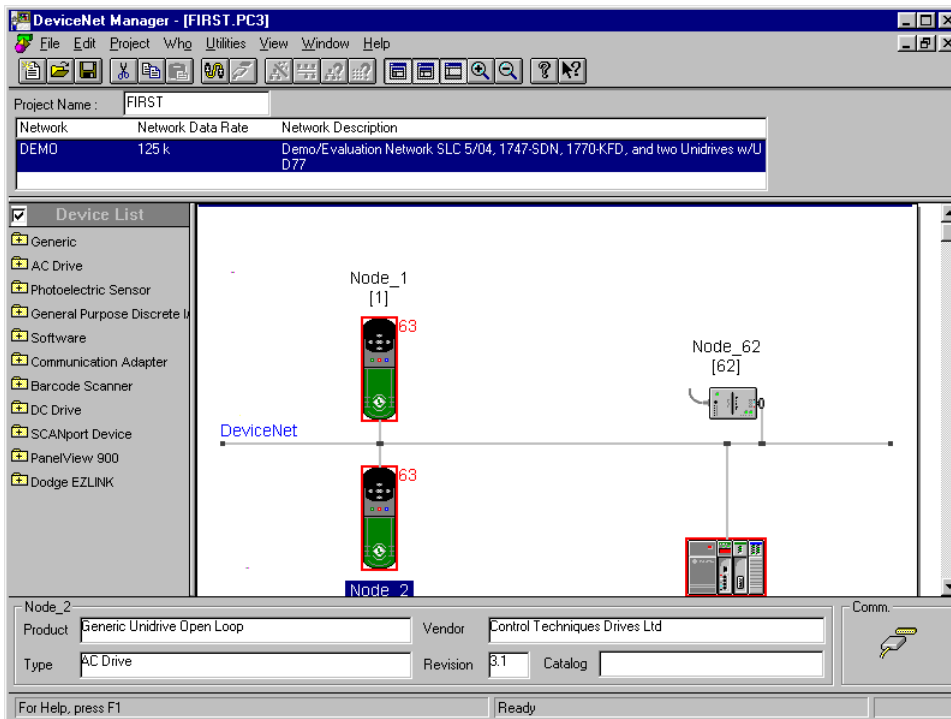 DeviceNet Manager - [FIRST.PC3]
File Edit Project Who Utilities View Window Help
Project Name : FIRST
Network Network Data Rate Network Description
DEMO 125 k Demo/Evaluation Network SLC 5/04, 1747-SDN, 1770-KFD, and two Unidrives w/U
D77
Device List
Generic
AC Drive
Photoelectric Sensor
General Purpose Discrete I/
Software
Communication Adapter
Barcode Scanner
DC Drive
SCANport Device
PanelView 900
Dodge EZLINK
Node_1
[1]
63
Node_62
[62]
DeviceNet
63
Node_2
Node_2
Product Generic Unidrive Open Loop Vendor Control Techniques Drives Ltd
Type AC Drive Revision 3.1 Catalog
Comm.
For Help, press F1 Ready